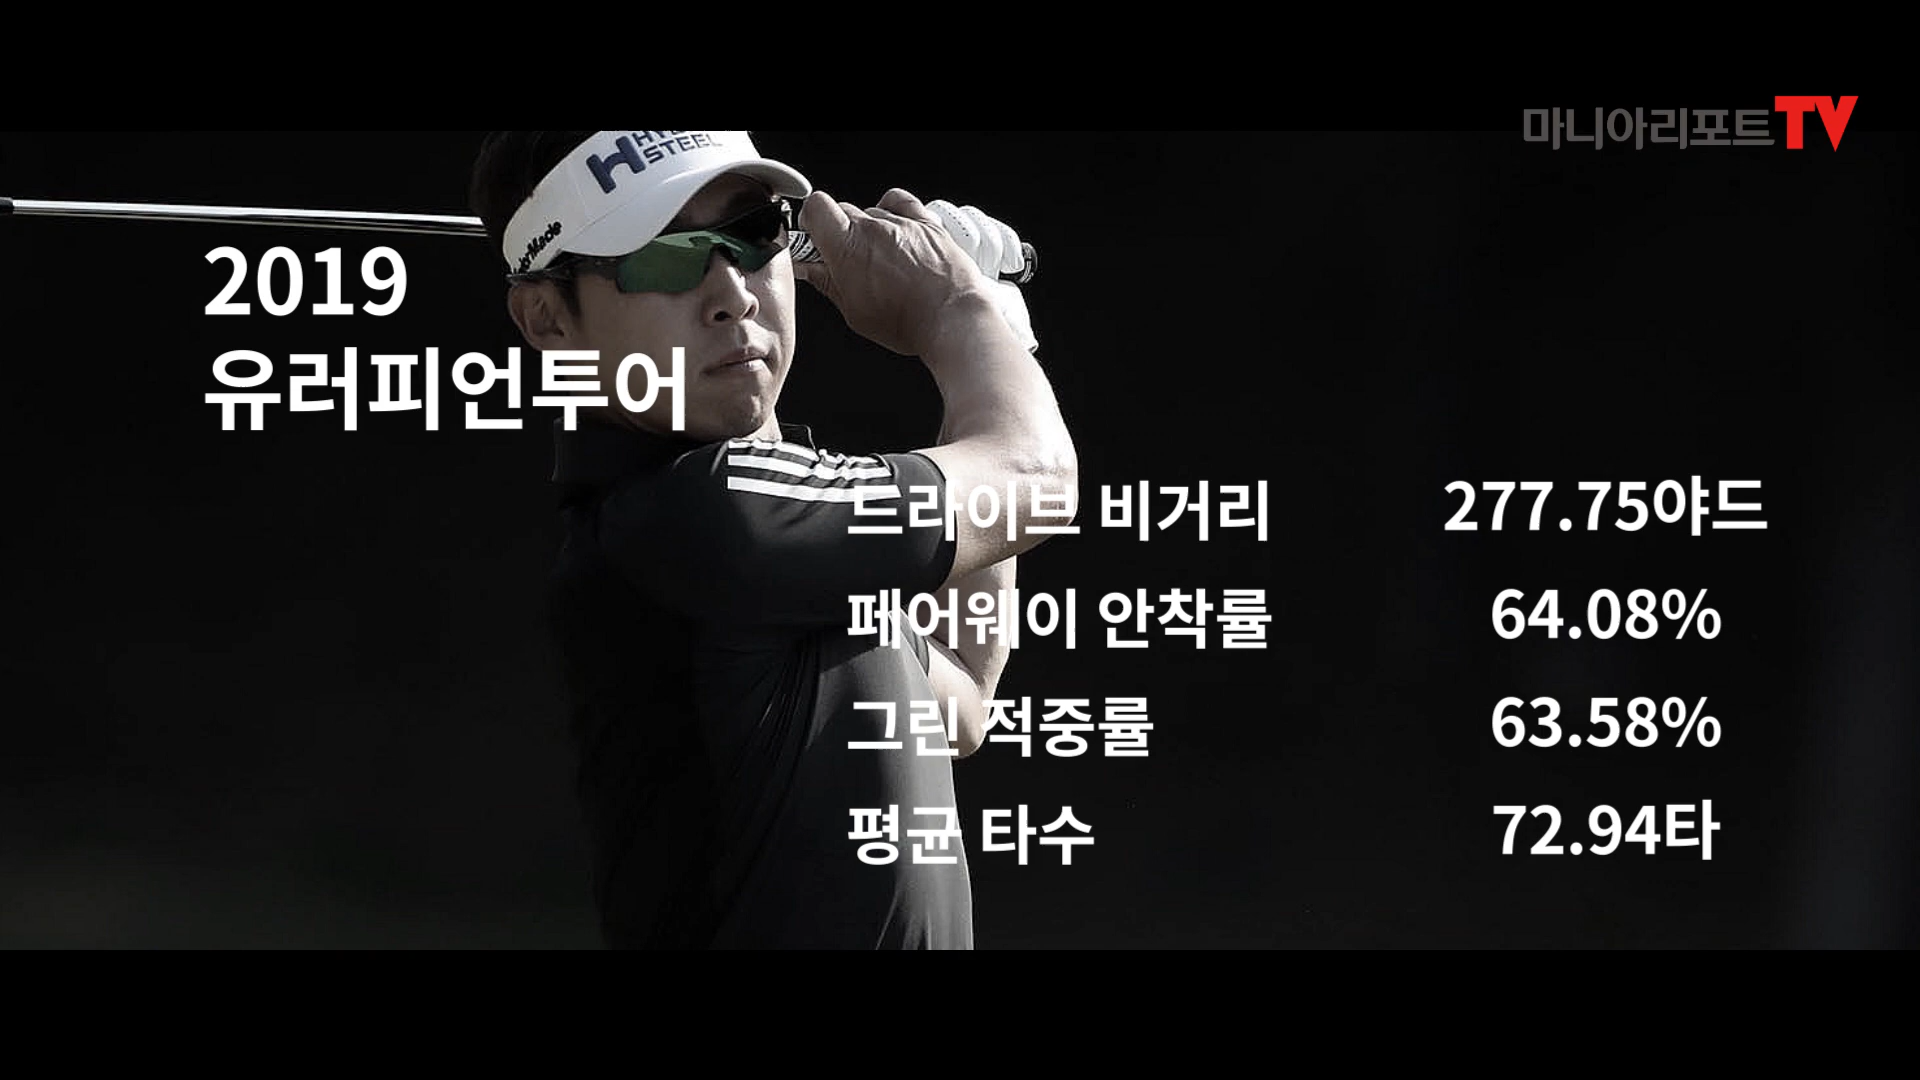 마니아리포트TV
STEEL
2019
유러피언투어
드라이브 비거리 277.75야드
페어웨이 안착률 64.08%
그린 적중률 63.58%
평균 타수 72.94타